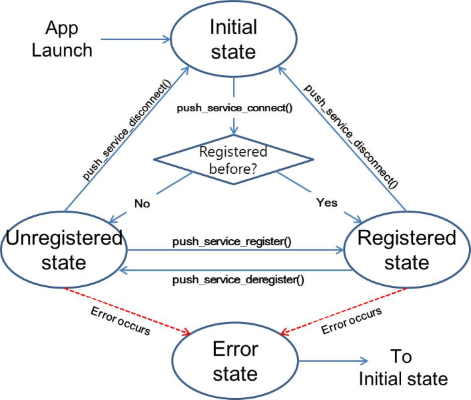 App
Launch
Initial
state
push_service_connect()
push_service_disconnect()
push_service_disconnect()
Registered
before?
No
Yes
Unregistered
state
push_service_register()
push_service_deregister()
Registered
state
Error occurs
Error occurs
Error
state
To
Initial state